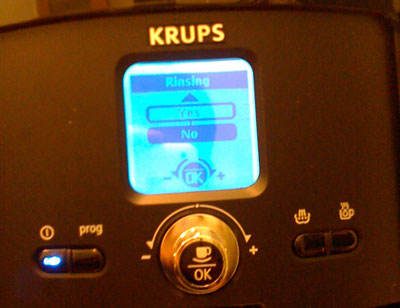 KRUPS
Rinsing
Yes
No
- OK +
prog
- OK +